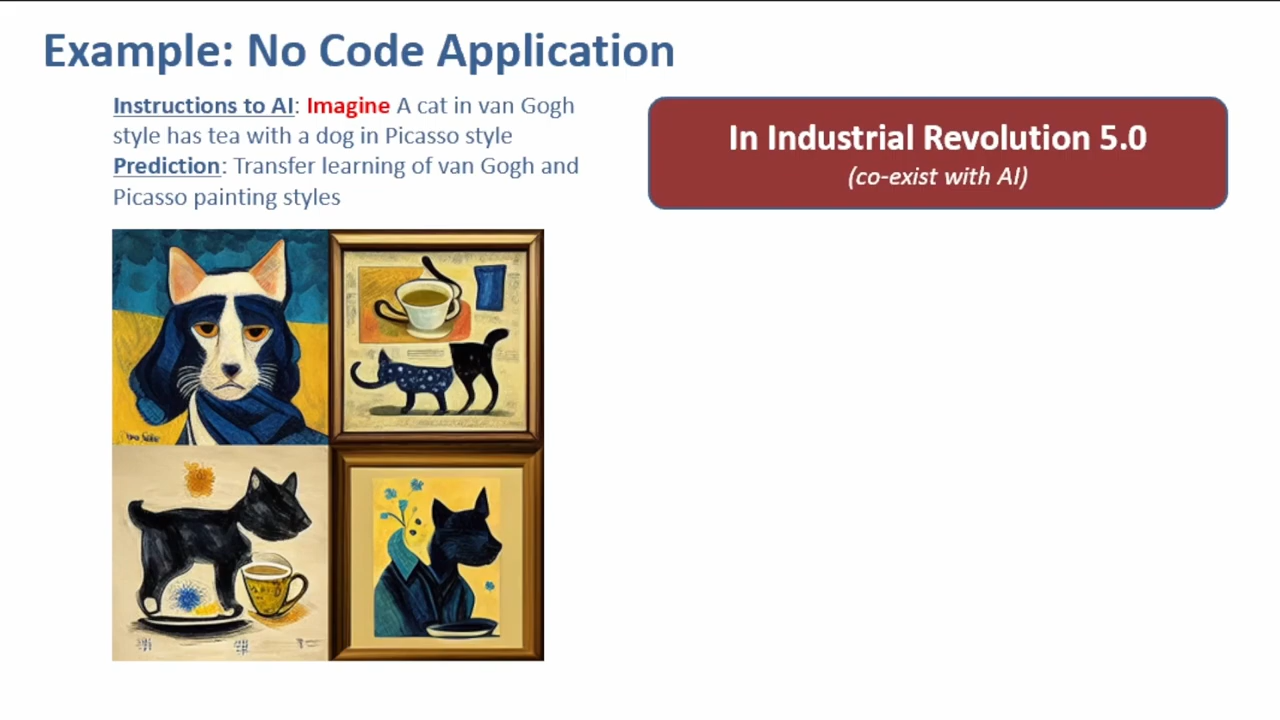 Example: No Code Application
Instructions to AI: Imagine A cat in van Gogh
style has tea with a dog in Picasso style
Prediction: Transfer learning of van Gogh and
Picasso painting styles
In Industrial Revolution 5.0
(co-exist with AI)